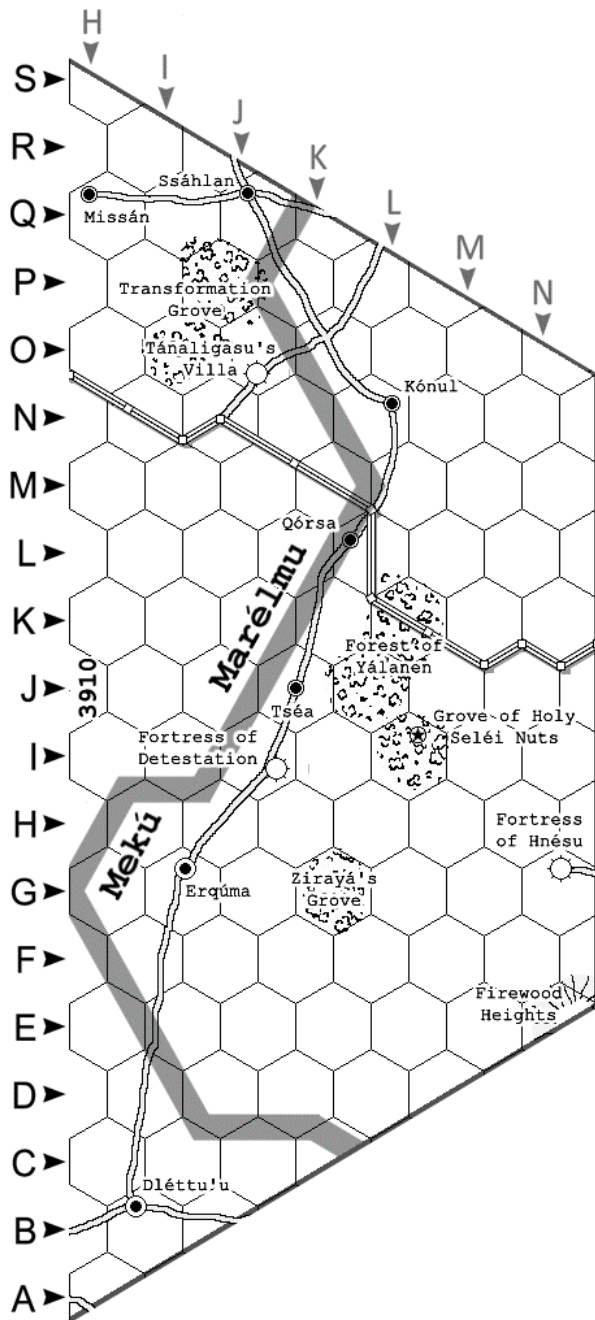 H
I
J
K
L
M
N
S
R
Q
P
O
N
M
L
K
J
I
H
G
F
E
D
C
B
A
Ssáhlan
Missán
Transformation
Grove
Tánaligasu's
Villa
Kónul
Qórsa
Marélmu
Forest of
Yálanen
3910
Tséa
Grove of Holy
Seléi Nuts
Fortress of
Detestation
Mekú
Fortress
of Hnésu
Erqúma
Zirayá's
Grove
Firewood
Heights
Dléttu'u